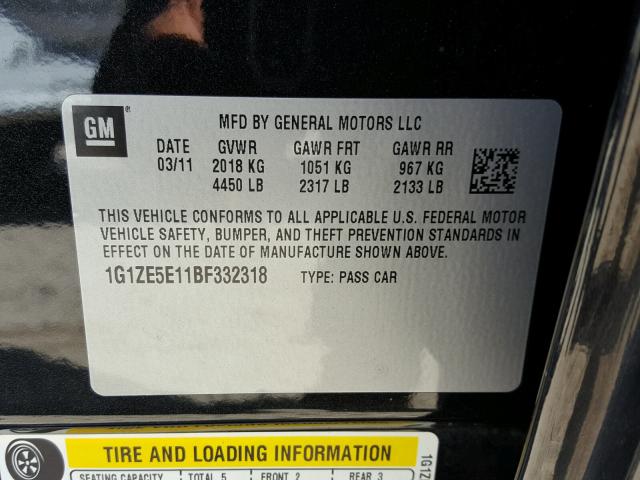 GM
MFD BY GENERAL MOTORS LLC
DATE GVWR GAWR FRT GAWR RR
03/11 2018 KG 1051 KG 967 KG
4450 LB 2317 LB 2133 LB
THIS VEHICLE CONFORMS TO ALL APPLICABLE U.S. FEDERAL MOTOR
VEHICLE SAFETY, BUMPER, AND THEFT PREVENTION STANDARDS IN
EFFECT ON THE DATE OF MANUFACTURE SHOWN ABOVE.
1G1ZE5E11BF332318 TYPE: PASS CAR
TIRE AND LOADING INFORMATION
SEATING CAPACITY TOTAL 5 FRONT 2 REAR 3
1G1Z